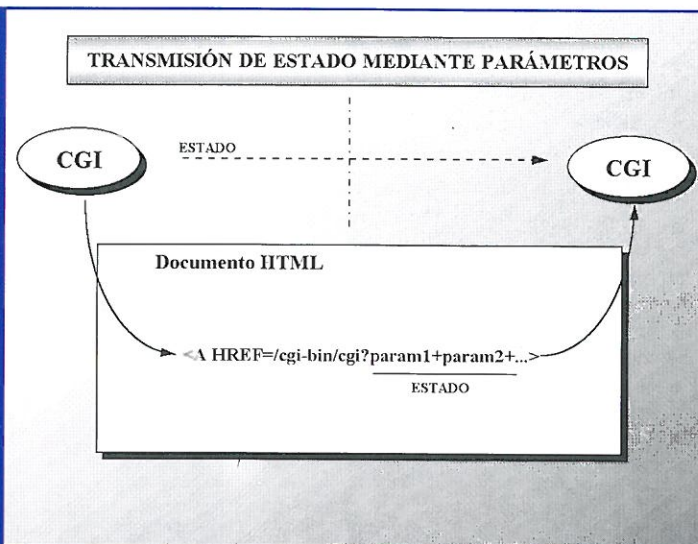 TRANSMISIÓN DE ESTADO MEDIANTE PARÁMETROS
CGI
ESTADO
CGI
Documento HTML
<A HREF=/cgi-bin/cgi?param1+param2+...>
ESTADO